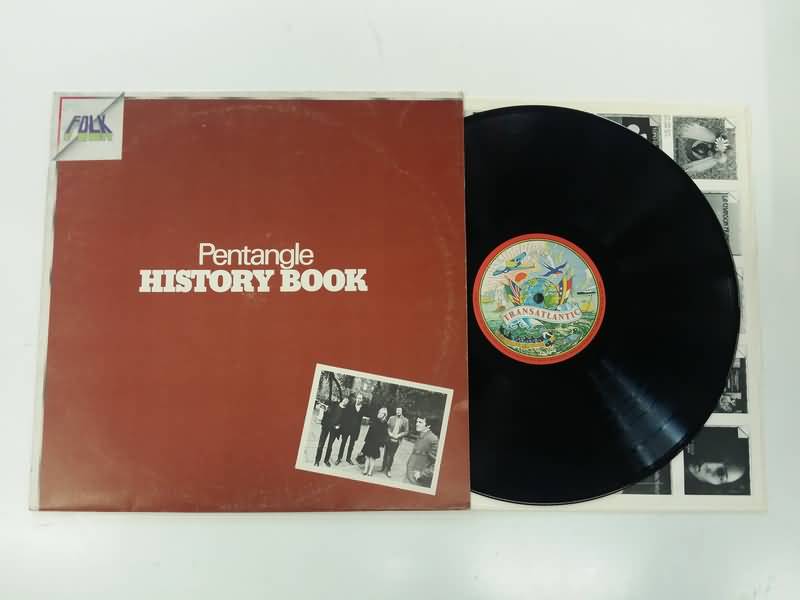 FOLK
Pentangle
HISTORY BOOK
TRANSATLANTIC